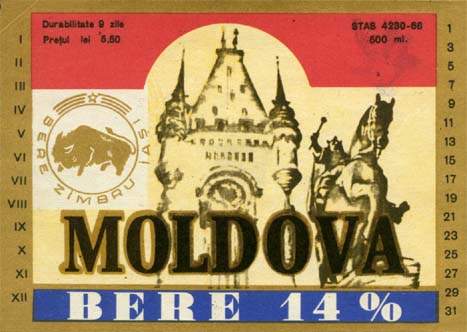 Durabilitate 9 zile
Prețul lei 5,50
STAS 4230-66
500 ml.
I
II
III
IV
V
VI
VII
VIII
IX
X
XI
XII
BERE ZIMBRU IAȘI
1
3
5
7
9
11
13
15
17
19
21
23
25
27
29
31
MOLDOVA
BERE 14%